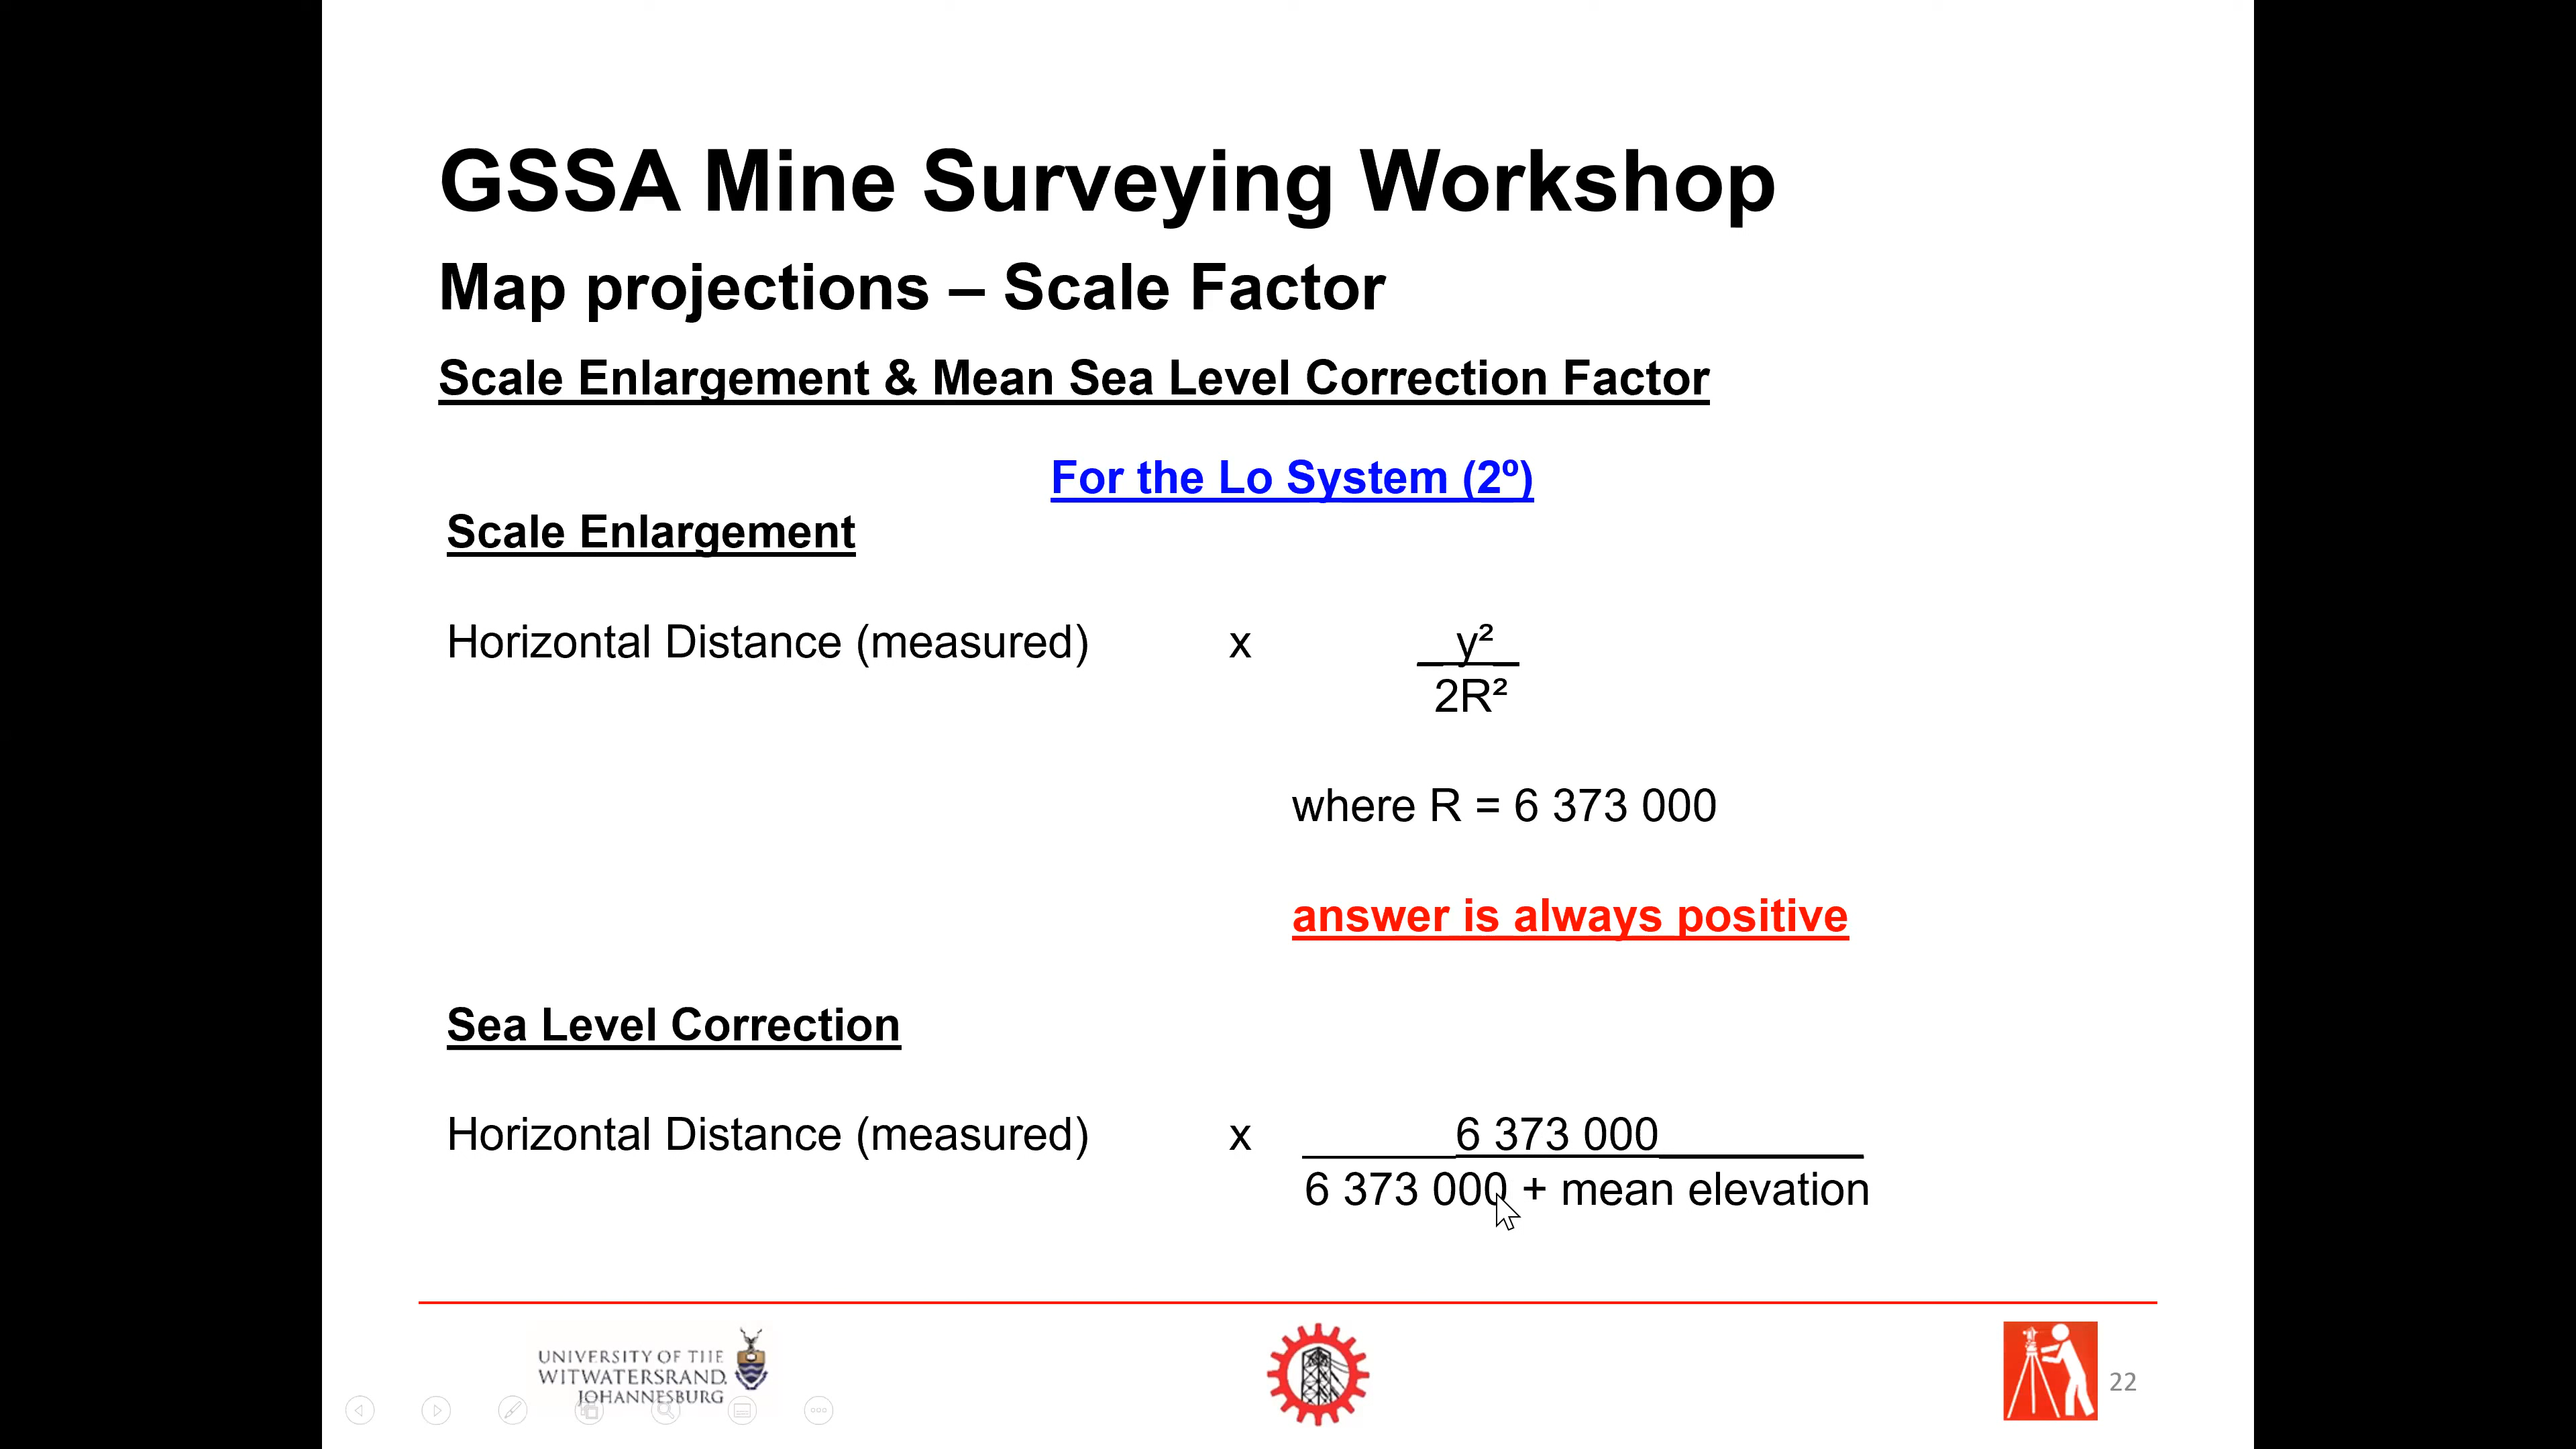 GSSA Mine Surveying Workshop
Map projections – Scale Factor
Scale Enlargement & Mean Sea Level Correction Factor
For the Lo System (2º)
Scale Enlargement
Horizontal Distance (measured) x y²
2R²
where R = 6 373 000
answer is always positive
Sea Level Correction
Horizontal Distance (measured) x 6 373 000
6 373 000 + mean elevation
UNIVERSITY OF THE
WITWATERSRAND,
JOHANNESBURG
22